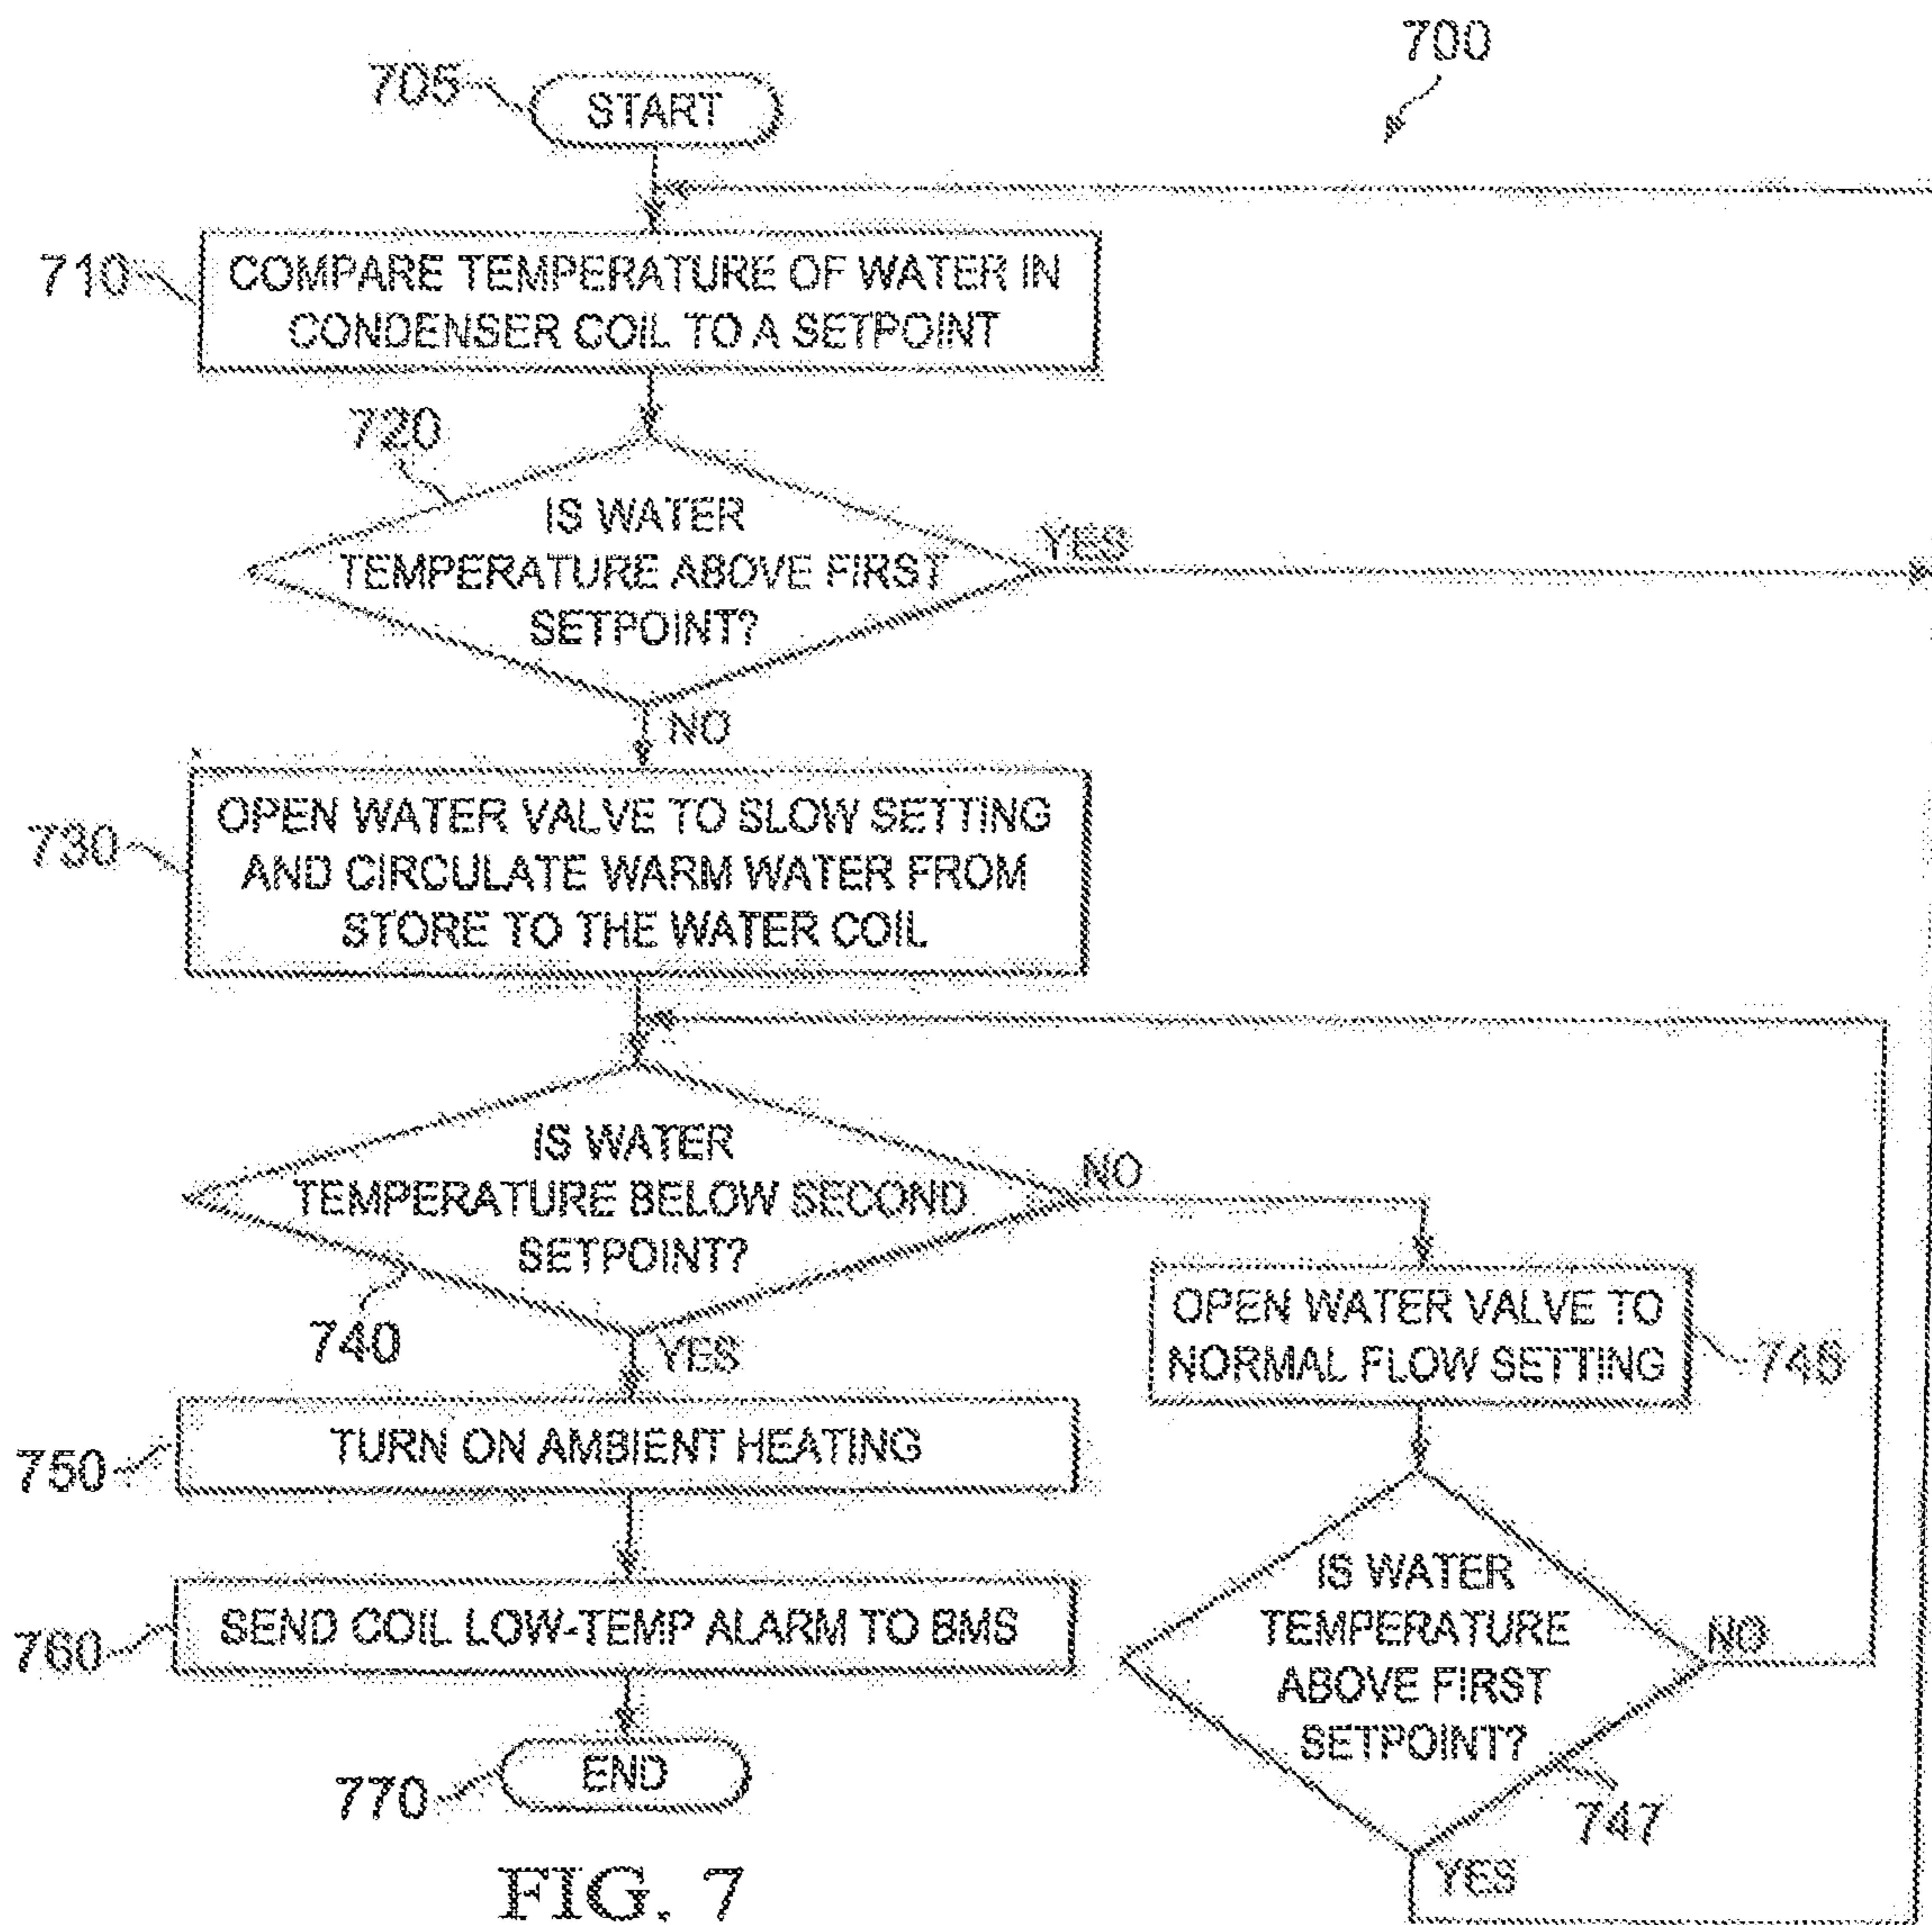 700
705
START
710
COMPARE TEMPERATURE OF WATER IN
CONDENSER COIL TO A SETPOINT
720
IS WATER
TEMPERATURE ABOVE FIRST
SETPOINT?
YES
NO
730
OPEN WATER VALVE TO SLOW SETTING
AND CIRCULATE WARM WATER FROM
STORE TO THE WATER COIL
IS WATER
TEMPERATURE BELOW SECOND
SETPOINT?
NO
740
YES
OPEN WATER VALVE TO
NORMAL FLOW SETTING
750
TURN ON AMBIENT HEATING
760
SEND COIL LOW-TEMP ALARM TO BMS
IS WATER
TEMPERATURE
ABOVE FIRST
SETPOINT?
NO
747
YES
770
END
FIG. 7